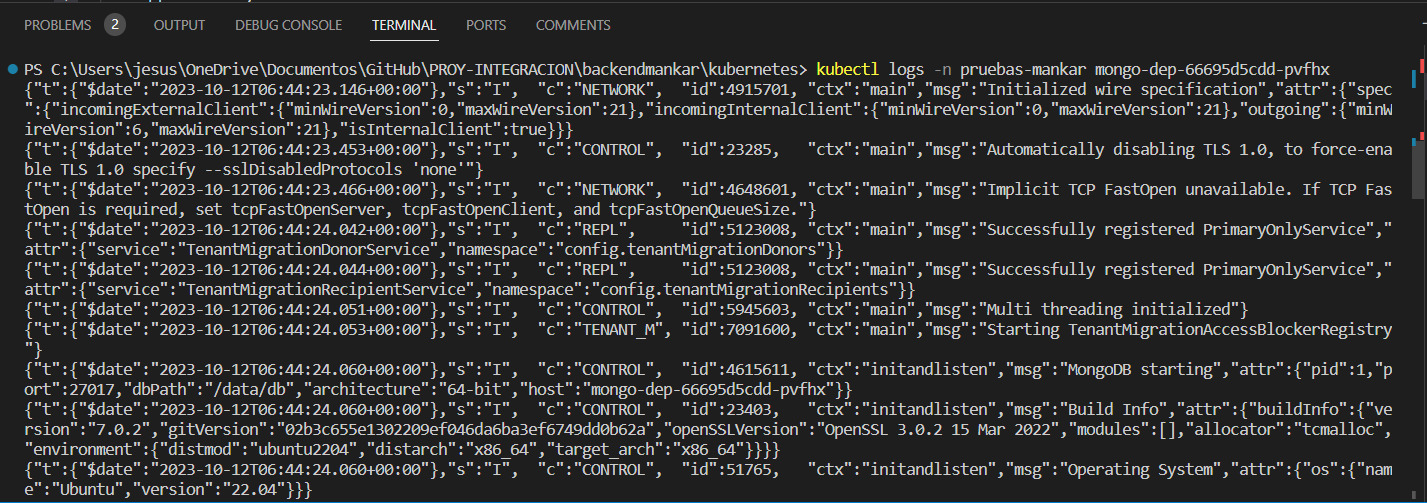 PROBLEMS 2 OUTPUT DEBUG CONSOLE TERMINAL PORTS COMMENTS
PS C:\Users\jesus\OneDrive\Documentos\GitHub\PROY-INTEGRACION\backendmankar\kubernetes> kubectl logs -n pruebas-mankar mongo-dep-66695d5cdd-pvfhx
{"t":{"$date":"2023-10-12T06:44:23.146+00:00"},"s":"I",  "c":"NETWORK",  "id":4915701, "ctx":"main","msg":"Initialized wire specification","attr":{"spec
":{"incomingExternalClient":{"minWireVersion":0,"maxWireVersion":21},"incomingInternalClient":{"minWireVersion":0,"maxWireVersion":21},"outgoing":{"minW
ireVersion":6,"maxWireVersion":21},"isInternalClient":true}}}
{"t":{"$date":"2023-10-12T06:44:23.453+00:00"},"s":"I",  "c":"CONTROL",  "id":23285,   "ctx":"main","msg":"Automatically disabling TLS 1.0, to force-ena
ble TLS 1.0 specify --sslDisabledProtocols 'none'"}
{"t":{"$date":"2023-10-12T06:44:23.466+00:00"},"s":"I",  "c":"NETWORK",  "id":4648601, "ctx":"main","msg":"Implicit TCP FastOpen unavailable. If TCP Fas
tOpen is required, set tcpFastOpenServer, tcpFastOpenClient, and tcpFastOpenQueueSize."}
{"t":{"$date":"2023-10-12T06:44:24.042+00:00"},"s":"I",  "c":"REPL",     "id":5123008, "ctx":"main","msg":"Successfully registered PrimaryOnlyService","
attr":{"service":"TenantMigrationDonorService","namespace":"config.tenantMigrationDonors"}}
{"t":{"$date":"2023-10-12T06:44:24.044+00:00"},"s":"I",  "c":"REPL",     "id":5123008, "ctx":"main","msg":"Successfully registered PrimaryOnlyService","
attr":{"service":"TenantMigrationRecipientService","namespace":"config.tenantMigrationRecipients"}}
{"t":{"$date":"2023-10-12T06:44:24.051+00:00"},"s":"I",  "c":"CONTROL",  "id":5945603, "ctx":"main","msg":"Multi threading initialized"}
{"t":{"$date":"2023-10-12T06:44:24.053+00:00"},"s":"I",  "c":"TENANT_M", "id":7091600, "ctx":"main","msg":"Starting TenantMigrationAccessBlockerRegistry
"}
{"t":{"$date":"2023-10-12T06:44:24.060+00:00"},"s":"I",  "c":"CONTROL",  "id":4615611, "ctx":"initandlisten","msg":"MongoDB starting","attr":{"pid":1,"p
ort":27017,"dbPath":"/data/db","architecture":"64-bit","host":"mongo-dep-66695d5cdd-pvfhx"}}
{"t":{"$date":"2023-10-12T06:44:24.060+00:00"},"s":"I",  "c":"CONTROL",  "id":23403,   "ctx":"initandlisten","msg":"Build Info","attr":{"buildInfo":{"ve
rsion":"7.0.2","gitVersion":"02b3c655e1302209ef046da6ba3ef6749dd0b62a","openSSLVersion":"OpenSSL 3.0.2 15 Mar 2022","modules":[],"allocator":"tcmalloc",
"environment":{"distmod":"ubuntu2204","distarch":"x86_64","target_arch":"x86_64"}}}}
{"t":{"$date":"2023-10-12T06:44:24.060+00:00"},"s":"I",  "c":"CONTROL",  "id":51765,   "ctx":"initandlisten","msg":"Operating System","attr":{"os":{"nam
e":"Ubuntu","version":"22.04"}}}